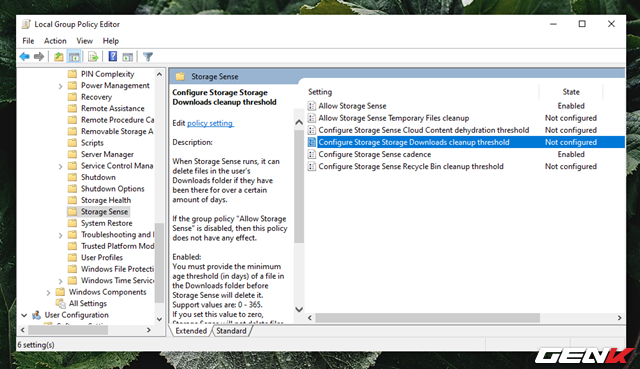 Local Group Policy Editor
File Action View Help
PIN Complexity
Power Management
Recovery
Remote Assistance
Remote Procedure Ca
Removable Storage A
Scripts
Server Manager
Service Control Mana
Shutdown
Shutdown Options
Storage Health
Storage Sense
System Restore
Troubleshooting and
Trusted Platform Mod
User Profiles
Windows File Protecti
Windows Time Service
Windows Components
All Settings
User Configuration
Storage Sense
Configure Storage Storage
Downloads cleanup threshold
Edit policy setting
Description:
When Storage Sense runs, it can
delete files in the user's
Downloads folder if they have
been there for over a certain
amount of days.
If the group policy "Allow Storage
Sense" is disabled, then this policy
does not have any effect.
Enabled:
You must provide the minimum
age threshold (in days) of a file in
the Downloads folder before
Storage Sense will delete it.
Support values are: 0 - 365.
If you set this value to zero,
Storage Sense will not delete files
Setting State
Allow Storage Sense Enabled
Allow Storage Sense Temporary Files cleanup Not configured
Configure Storage Sense Cloud Content dehydration threshold Not configured
Configure Storage Storage Downloads cleanup threshold Not configured
Configure Storage Sense cadence Enabled
Configure Storage Sense Recycle Bin cleanup threshold Not configured
Extended Standard
6 setting(s)
GENK